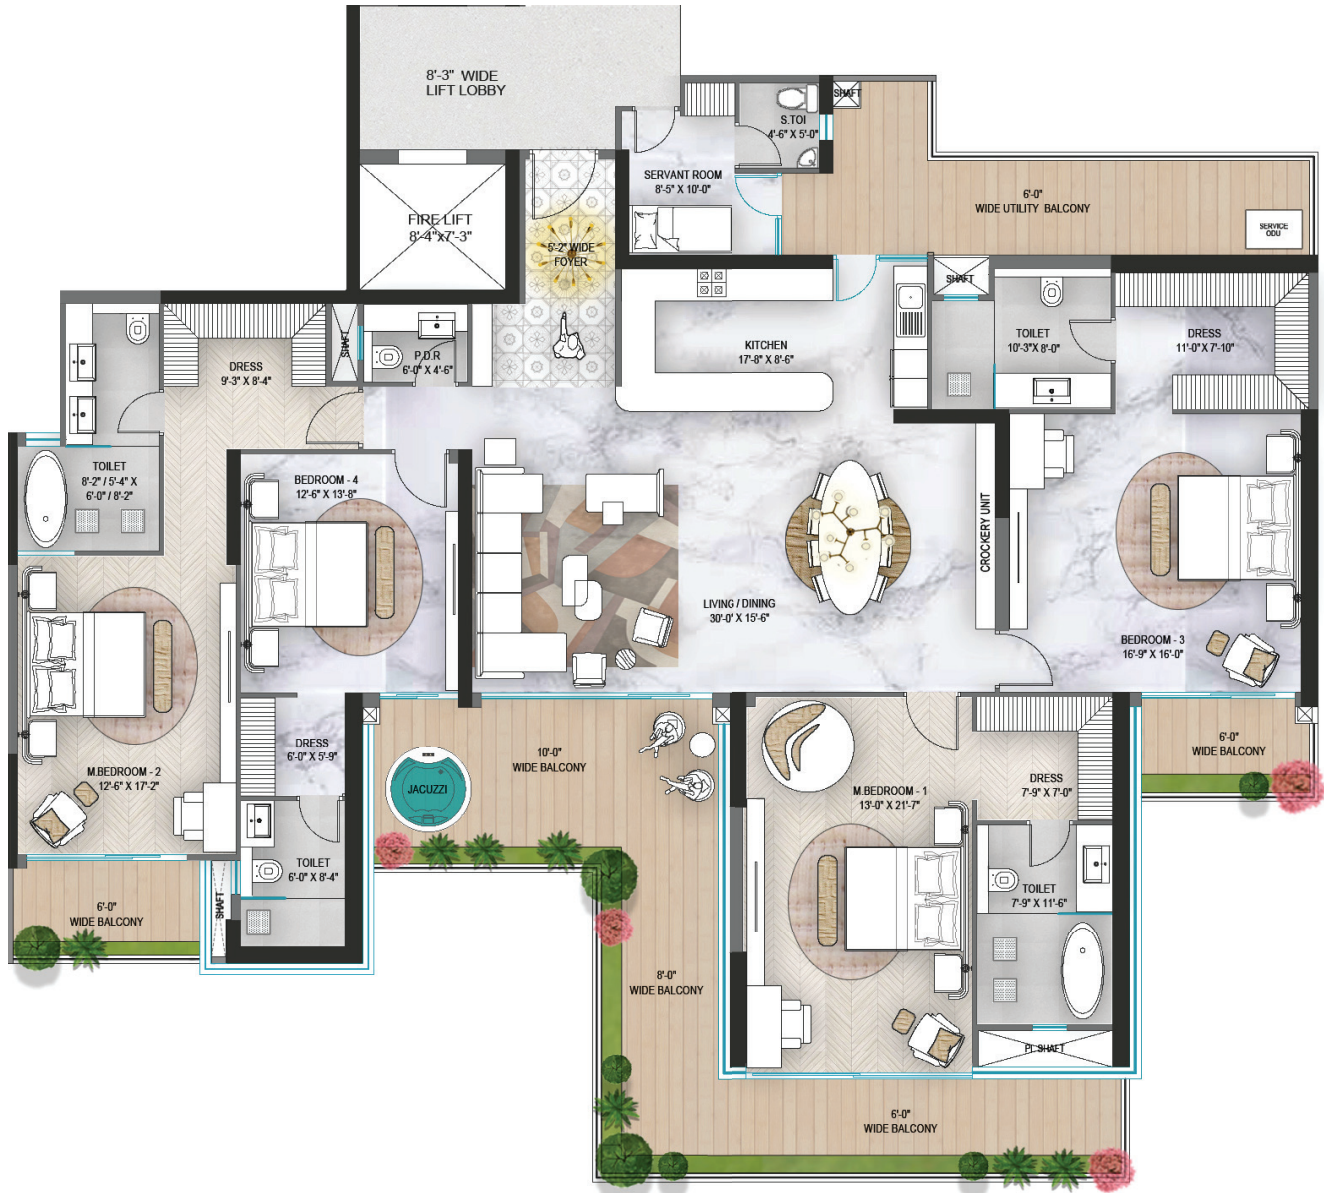 8'-3" WIDE
LIFT LOBBY
SHAFT
S.TOI
4'-6" X 5'-0"
SERVANT ROOM
8'-5" X 10'-0"
6'-0"
WIDE UTILITY BALCONY
SERVICE
ODU
FIRE LIFT
8'-4"x7'-3"
5'-2" WIDE
FOYER
SHAFT
TOILET
10'-3"X 8'-0"
DRESS
11'-0"X 7'-10"
KITCHEN
17'-8" X 8'-6"
SHAFT
P.D.R
6'-0" X 4'-6"
DRESS
9'-3" X 8'-4"
TOILET
8'-2" / 5'-4" X
6'-0" / 8'-2"
BEDROOM - 4
12'-6" X 13'-8"
CROCKERY UNIT
LIVING / DINING
30'-0' X 15'-6"
BEDROOM - 3
16'-9" X 16'-0"
M.BEDROOM - 2
12'-6" X 17'-2"
DRESS
6'-0" X 5'-9"
10'-0"
WIDE BALCONY
JACUZZI
6'-0"
WIDE BALCONY
M.BEDROOM - 1
13'-0" X 21'-7"
DRESS
7'-9" X 7'-0"
TOILET
6'-0" X 8'-4"
TOILET
7'-9" X 11'-6"
SHAFT
6'-0"
WIDE BALCONY
8'-0"
WIDE BALCONY
PL SHAFT
6'-0"
WIDE BALCONY